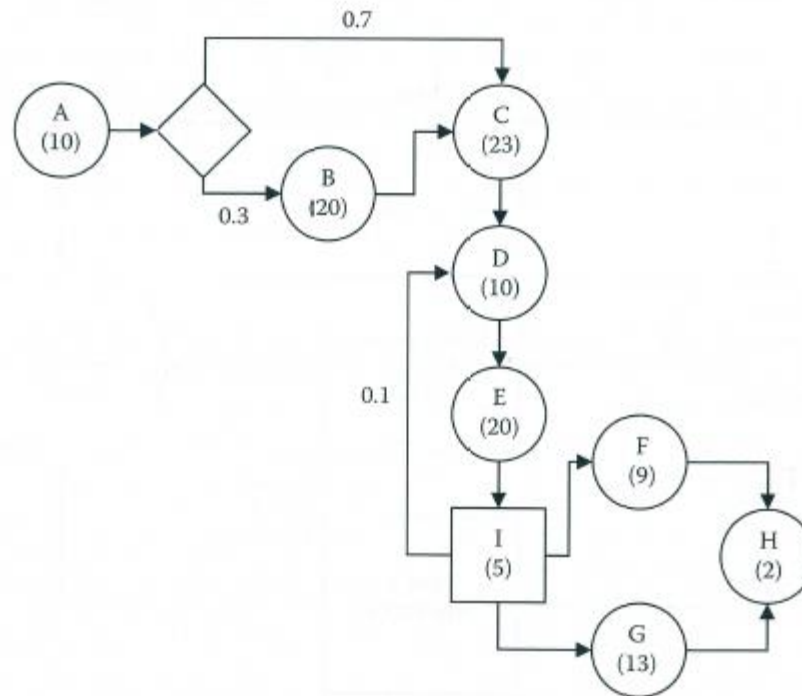 0.7
A
(10)
C
(23)
B
(20)
0.3
D
(10)
0.1
E
(20)
F
(9)
I
(5)
H
(2)
G
(13)